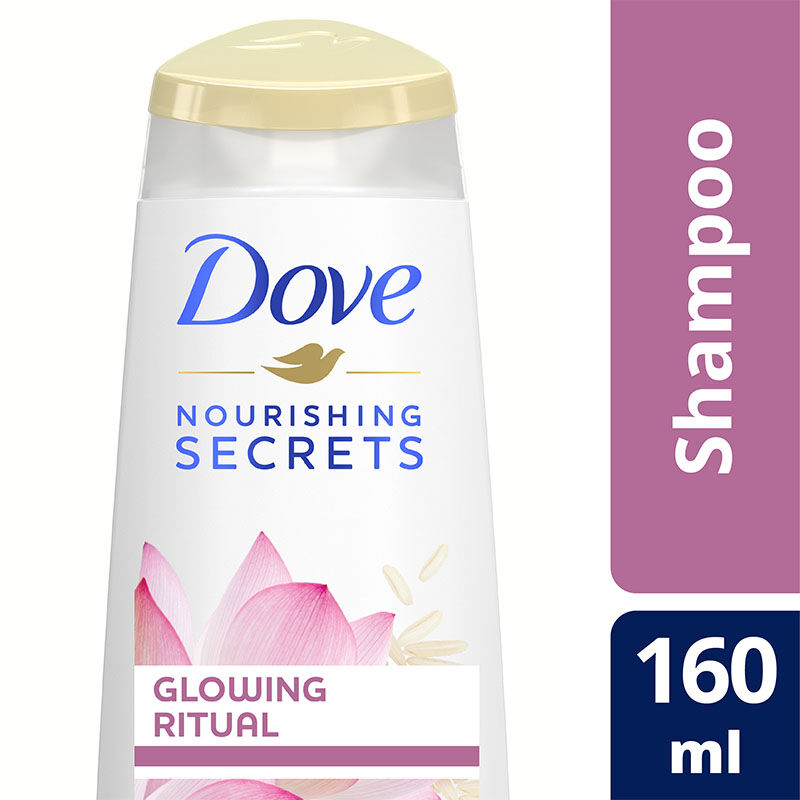 Dove
NOURISHING
SECRETS
GLOWING
RITUAL
Shampoo
160
ml